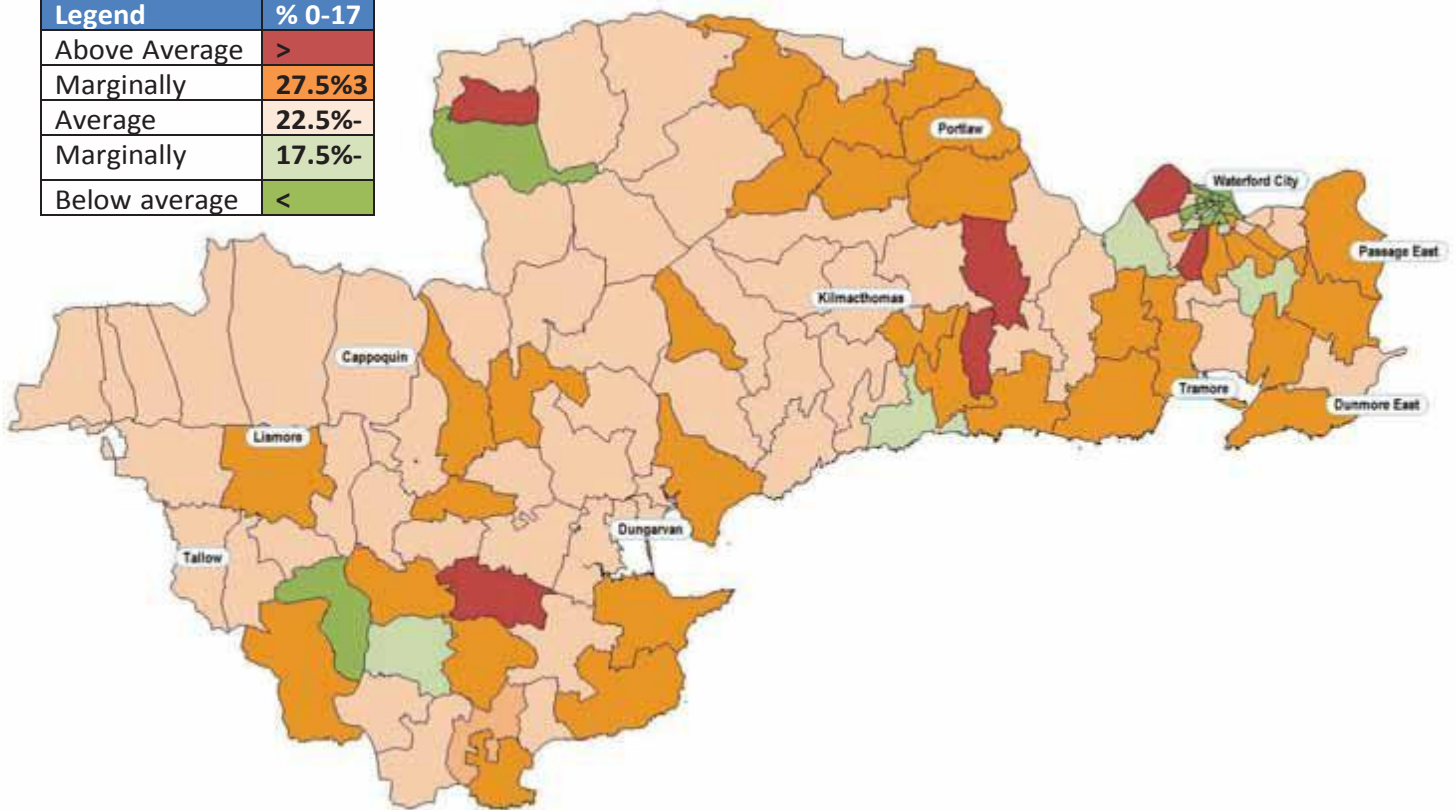 Legend % 0-17
Above Average >
Marginally 27.5%3
Average 22.5%-
Marginally 17.5%-
Below average <
Portlaw
Waterford City
Passage East
Kilmacthomas
Cappoquin
Tramore
Dunmore East
Lismore
Dungarvan
Tallow